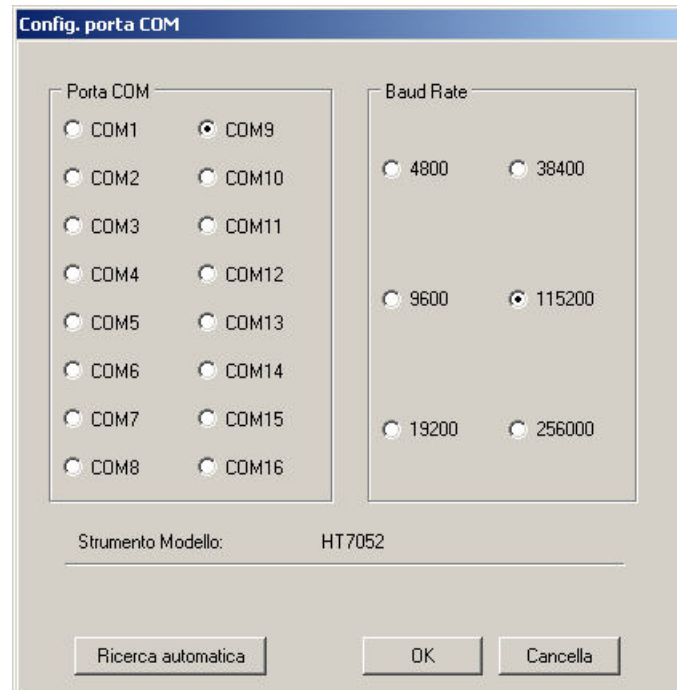 Config. porta COM
Porta COM
Baud Rate
COM1 COM9
COM2 COM10
COM3 COM11
COM4 COM12
COM5 COM13
COM6 COM14
COM7 COM15
COM8 COM16
4800 38400
9600 115200
19200 256000
Strumento Modello: HT7052
Ricerca automatica OK Cancella